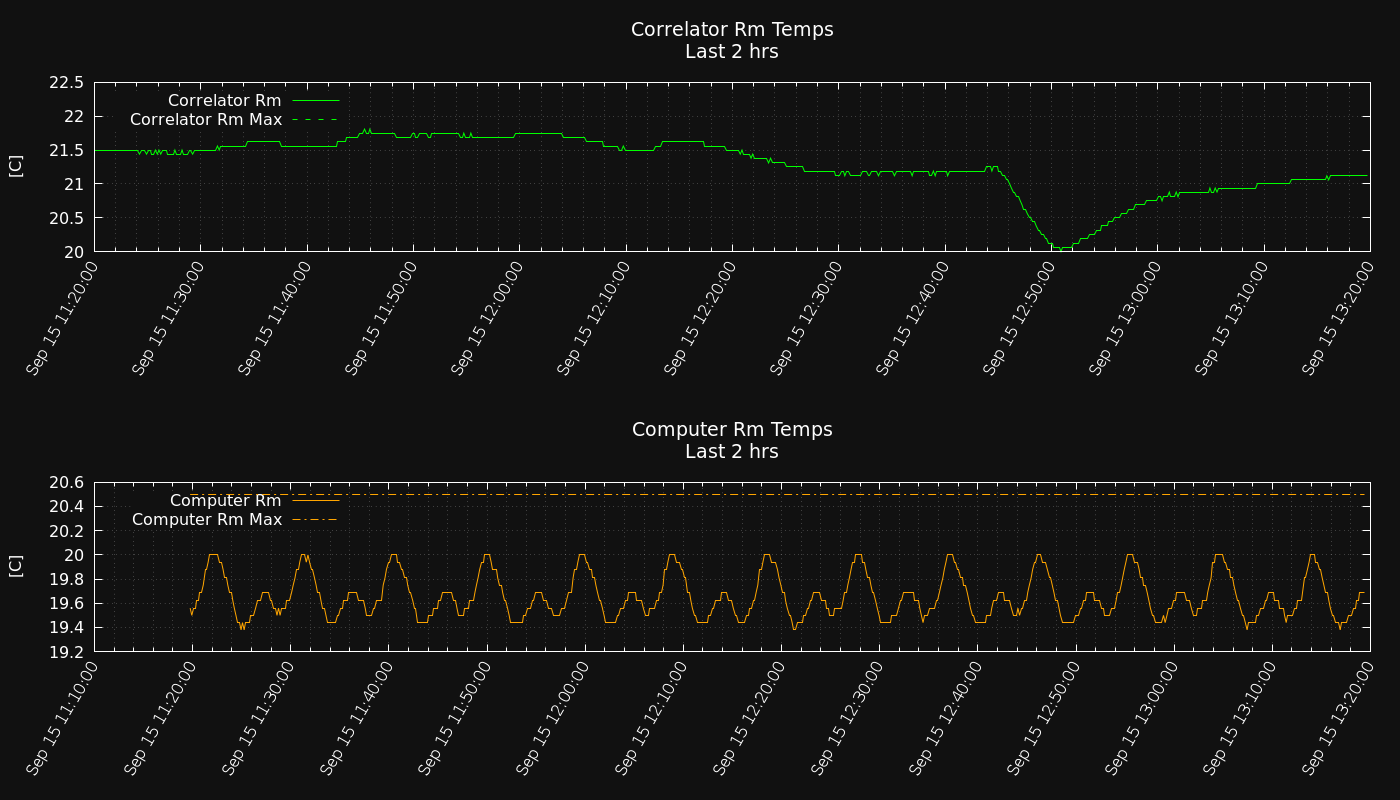 Correlator Rm Temps
Last 2 hrs
22.5
22
21.5
21
20.5
20
[C]
Correlator Rm
Correlator Rm Max
Sep 15 11:20:00
Sep 15 11:30:00
Sep 15 11:40:00
Sep 15 11:50:00
Sep 15 12:00:00
Sep 15 12:10:00
Sep 15 12:20:00
Sep 15 12:30:00
Sep 15 12:40:00
Sep 15 12:50:00
Sep 15 13:00:00
Sep 15 13:10:00
Sep 15 13:20:00
Computer Rm Temps
Last 2 hrs
20.6
20.4
20.2
20
19.8
19.6
19.4
19.2
[C]
Computer Rm
Computer Rm Max
Sep 15 11:10:00
Sep 15 11:20:00
Sep 15 11:30:00
Sep 15 11:40:00
Sep 15 11:50:00
Sep 15 12:00:00
Sep 15 12:10:00
Sep 15 12:20:00
Sep 15 12:30:00
Sep 15 12:40:00
Sep 15 12:50:00
Sep 15 13:00:00
Sep 15 13:10:00
Sep 15 13:20:00